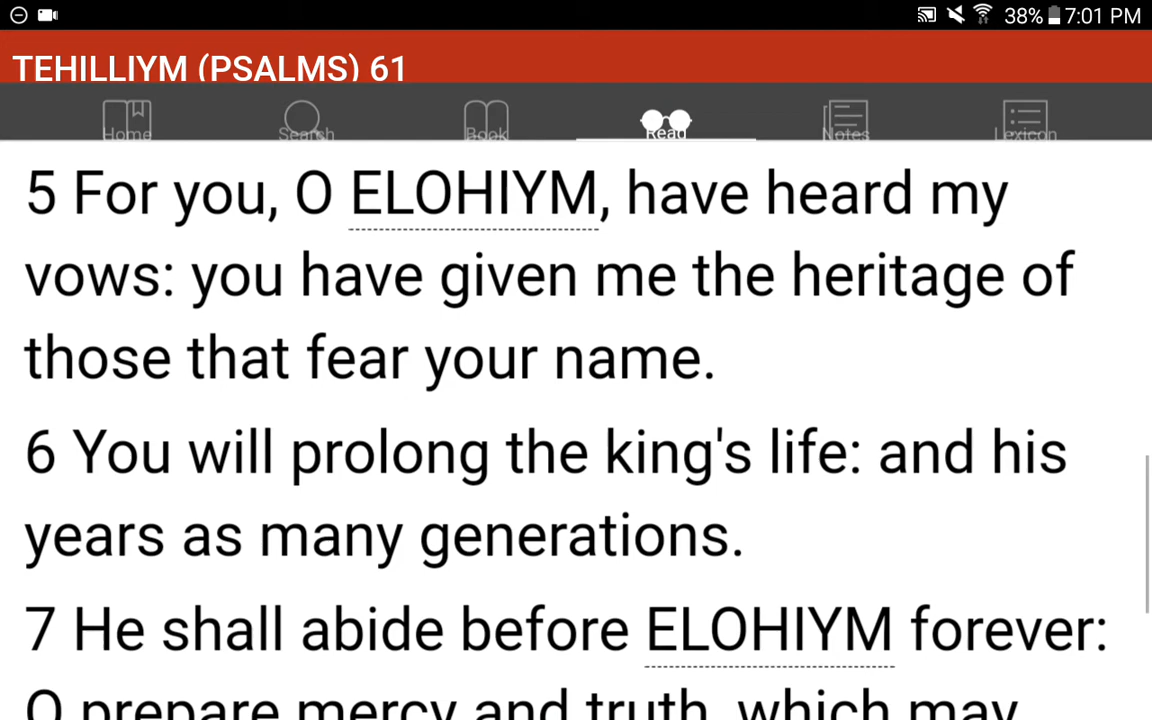 38% 7:01 PM
TEHILLIYM (PSALMS) 61
Home Search Book Read Notes Lexicon
5 For you, O ELOHIYM, have heard my
vows: you have given me the heritage of
those that fear your name.
6 You will prolong the king's life: and his
years as many generations.
7 He shall abide before ELOHIYM forever:
O prepare mercy and truth, which may